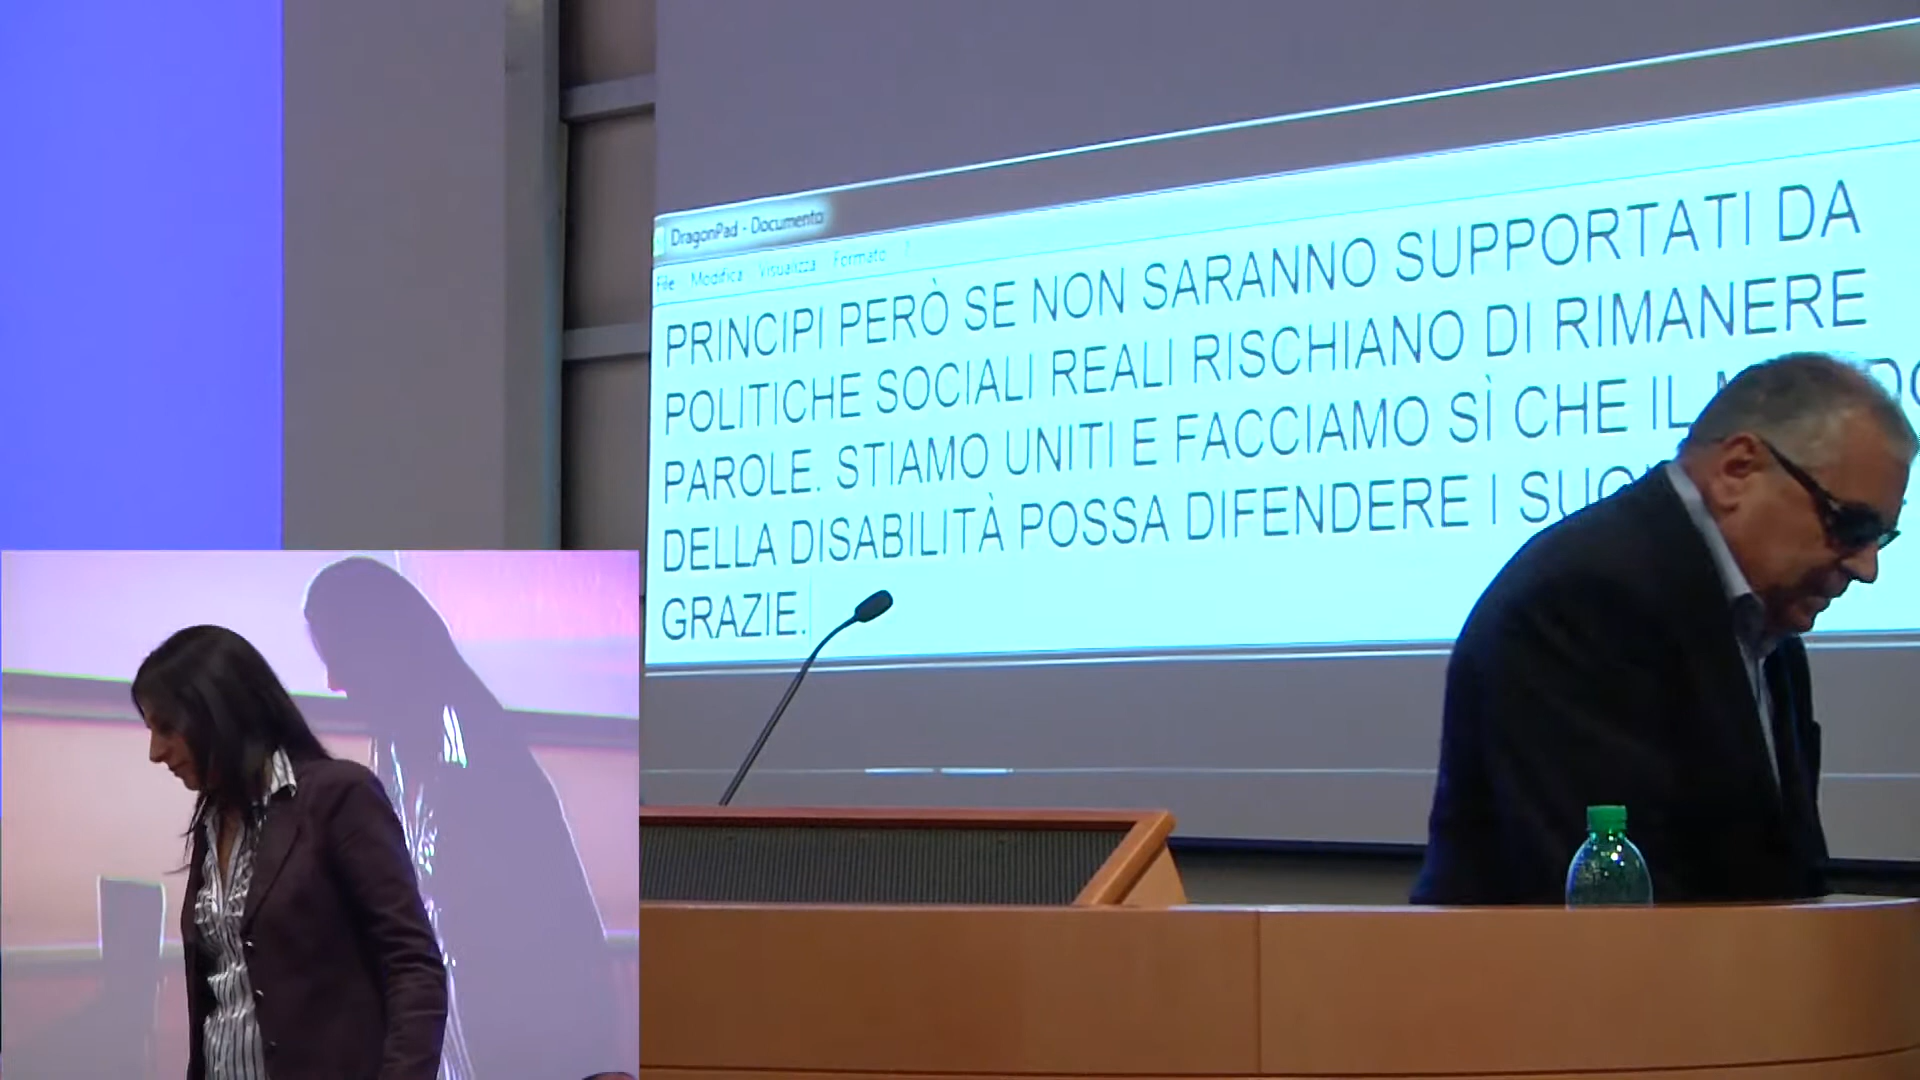 DragonPad - Documento
File Modifica Visualizza Formato ?
PRINCIPI PERÒ SE NON SARANNO SUPPORTATI DA
POLITICHE SOCIALI REALI RISCHIANO DI RIMANERE
PAROLE. STIAMO UNITI E FACCIAMO SÌ CHE IL
DELLA DISABILITÀ POSSA DIFENDERE I
GRAZIE.